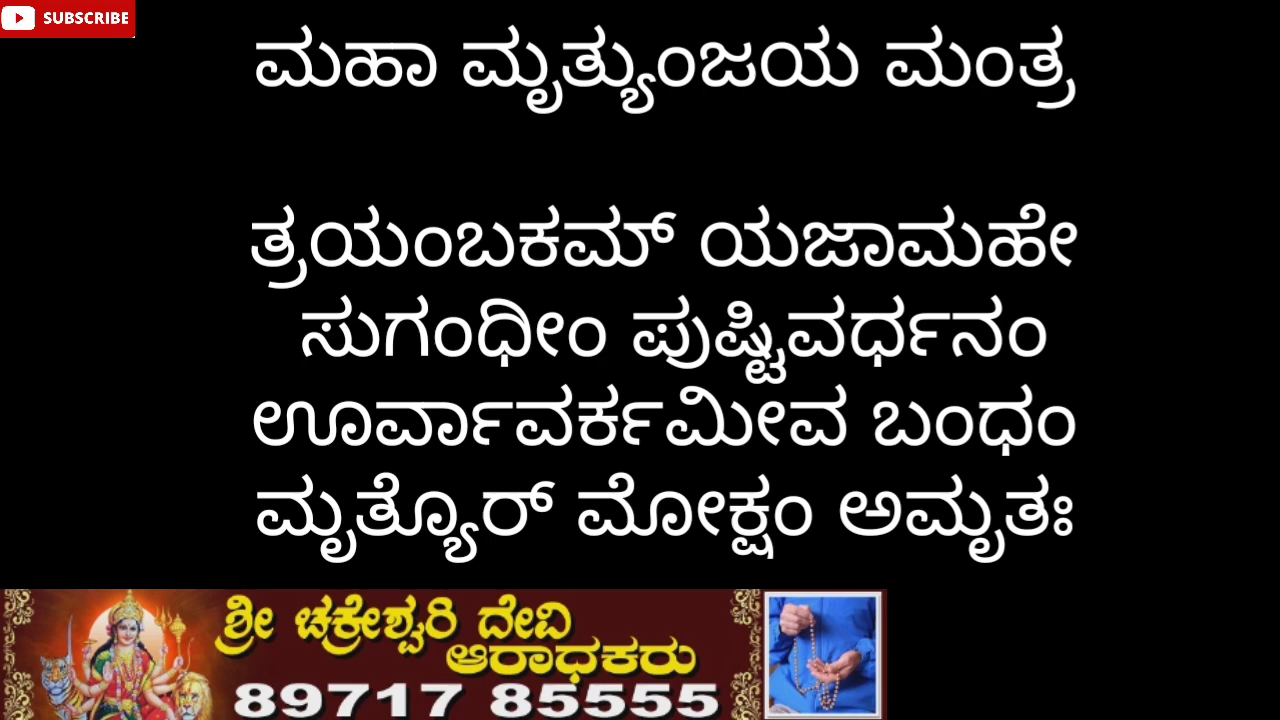 SUBSCRIBE
ಮಹಾ ಮೃತ್ಯುಂಜಯ ಮಂತ್ರ
ತ್ರಯಂಬಕಮ್ ಯಜಾಮಹೇ
ಸುಗಂಧೀಂ ಪುಷ್ಟಿವರ್ಧನಂ
ಊರ್ವಾವರ್ಕಮೀವ ಬಂಧಂ
ಮೃತ್ಯೊರ್ ಮೋಕ್ಷಂ ಅಮೃತಃ
ಶ್ರೀ ಚಕ್ರೇಶ್ವರಿ ದೇವಿ
ಆರಾಧಕರು
89717 85555